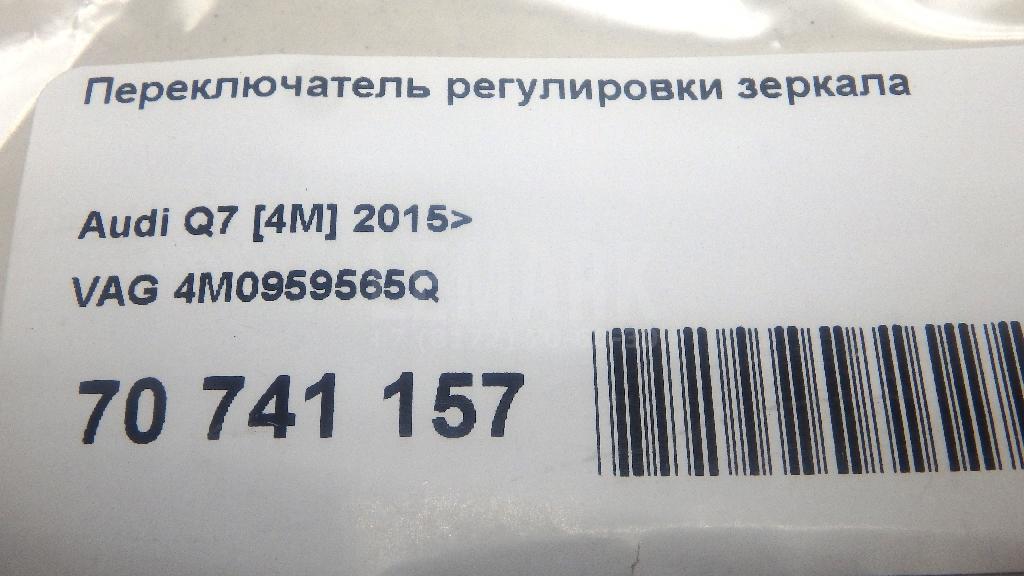 Переключатель регулировки зеркала
Audi Q7 [4M] 2015>
VAG 4M0959565Q
70 741 157